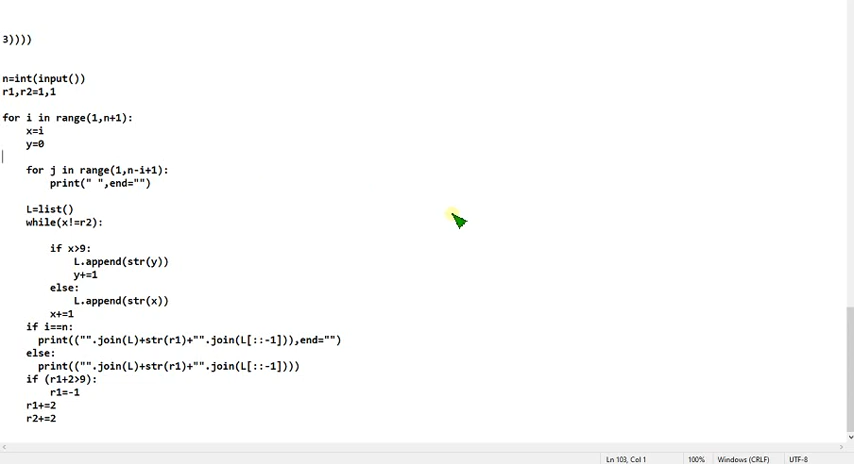 3))))
n=int(input())
r1,r2=1,1
for i in range(1,n+1):
    x=i
    y=0
    for j in range(1,n-i+1):
        print(" ",end="")
    L=list()
    while(x!=r2):
        if x>9:
            L.append(str(y))
            y+=1
        else:
            L.append(str(x))
        x+=1
    if i==n:
      print(("".join(L)+str(r1)+"".join(L[::-1])),end="")
    else:
      print(("".join(L)+str(r1)+"".join(L[::-1])))
    if (r1+2>9):
        r1=-1
    r1+=2
    r2+=2
Ln 103, Col 1 100% Windows (CRLF) UTF-8